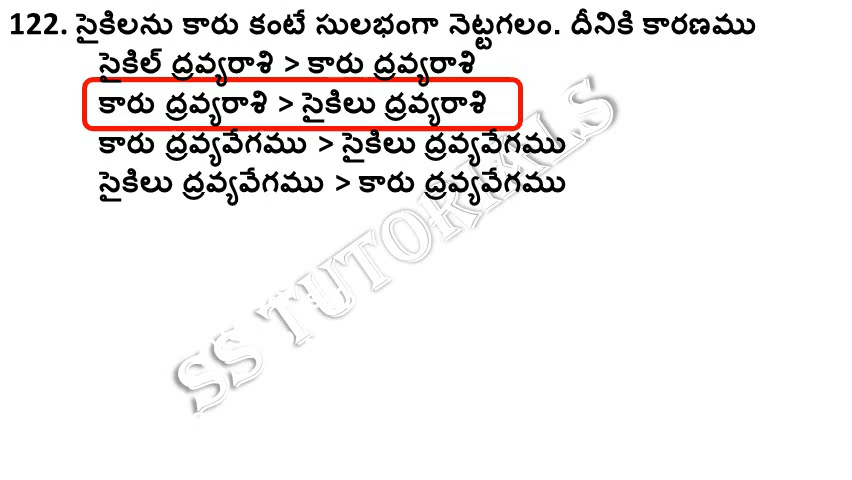 122. సైకిలను కారు కంటే సులభంగా నెట్టగలం. దీనికి కారణము
సైకిల్ ద్రవ్యరాశి > కారు ద్రవ్యరాశి
కారు ద్రవ్యరాశి > సైకిలు ద్రవ్యరాశి
కారు ద్రవ్యవేగము > సైకిలు ద్రవ్యవేగము
సైకిలు ద్రవ్యవేగము > కారు ద్రవ్యవేగము
SS TUTORIALS